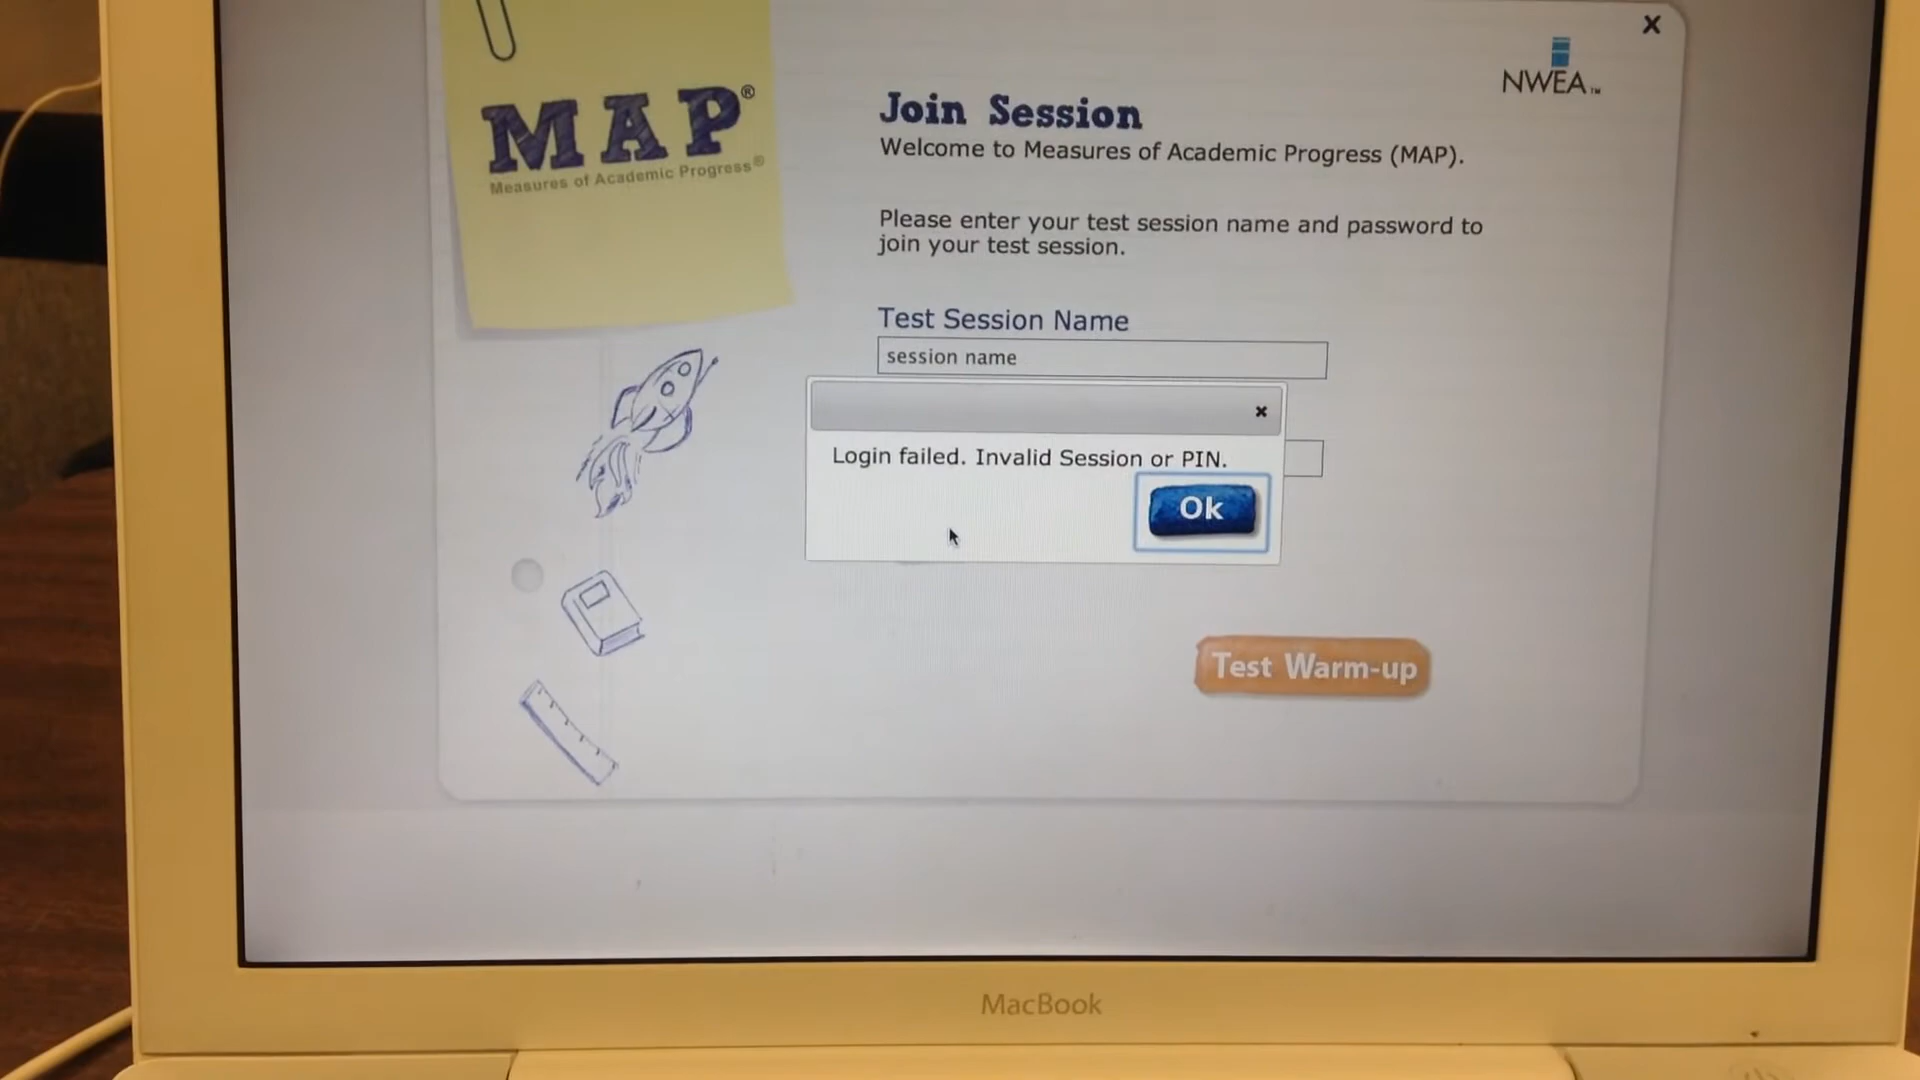 MAP®
Measures of Academic Progress®
X
NWEA™
Join Session
Welcome to Measures of Academic Progress (MAP).
Please enter your test session name and password to
join your test session.
Test Session Name
session name
x
Login failed. Invalid Session or PIN.
Ok
Test Warm-up
MacBook